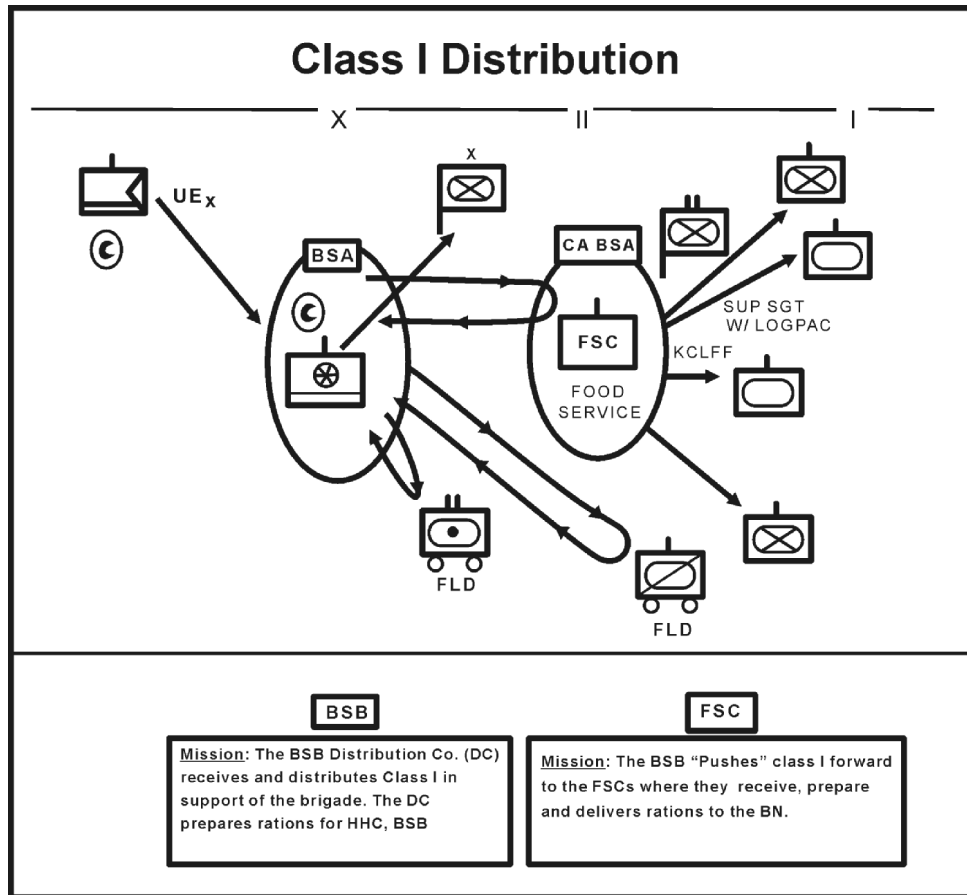 Class I Distribution
X
II
I
UEx
X
BSA
CA BSA
FSC
FOOD
SERVICE
SUP SGT
W/ LOGPAC
KCLFF
FLD
FLD
BSB
Mission: The BSB Distribution Co. (DC)
receives and distributes Class I in
support of the brigade. The DC
prepares rations for HHC, BSB
FSC
Mission: The BSB “Pushes” class I forward
to the FSCs where they receive, prepare
and delivers rations to the BN.